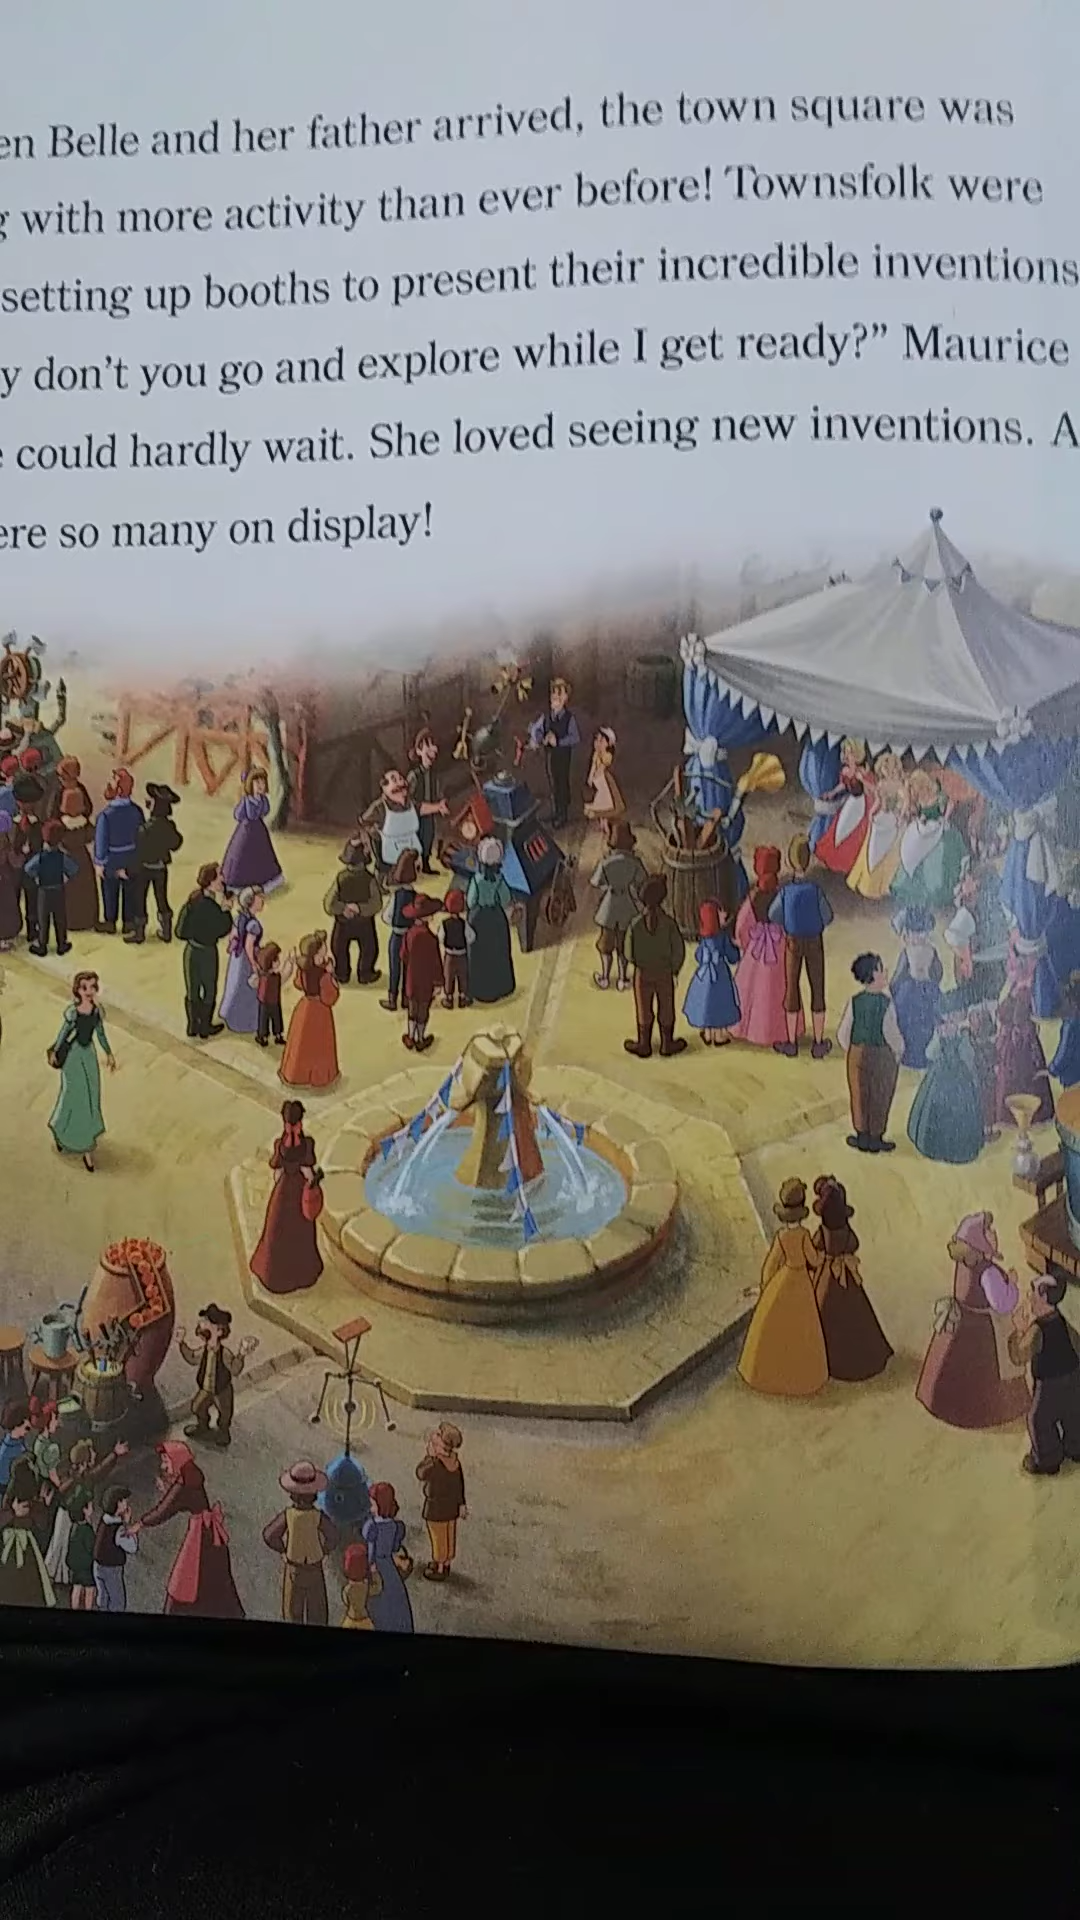 en Belle and her father arrived, the town square was
g with more activity than ever before! Townsfolk were
setting up booths to present their incredible inventions
y don't you go and explore while I get ready?" Maurice
e could hardly wait. She loved seeing new inventions. A
ere so many on display!